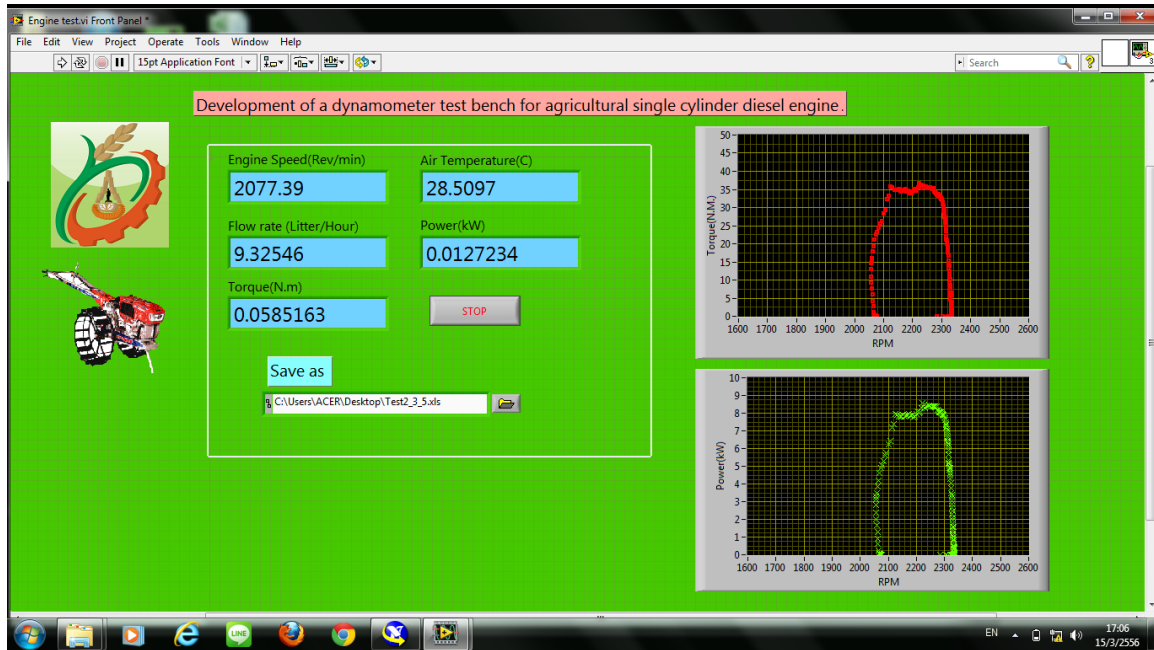 Engine test.vi Front Panel *
File Edit View Project Operate Tools Window Help
15pt Application Font
Search
3
Development of a dynamometer test bench for agricultural single cylinder diesel engine.
Engine Speed(Rev/min) Air Temperature(C)
2077.39 28.5097
Flow rate (Litter/Hour) Power(kW)
9.32546 0.0127234
Torque(N.m)
0.0585163
STOP
Save as
C:\Users\ACER\Desktop\Test2_3_5.xls
50
45
40
35
30
25
20
15
10
5
0
Torque(N.M.)
1600 1700 1800 1900 2000 2100 2200 2300 2400 2500 2600
RPM
10
9
8
7
6
5
4
3
2
1
0
Power(kW)
1600 1700 1800 1900 2000 2100 2200 2300 2400 2500 2600
RPM
LINE
EN
17:06
15/3/2556